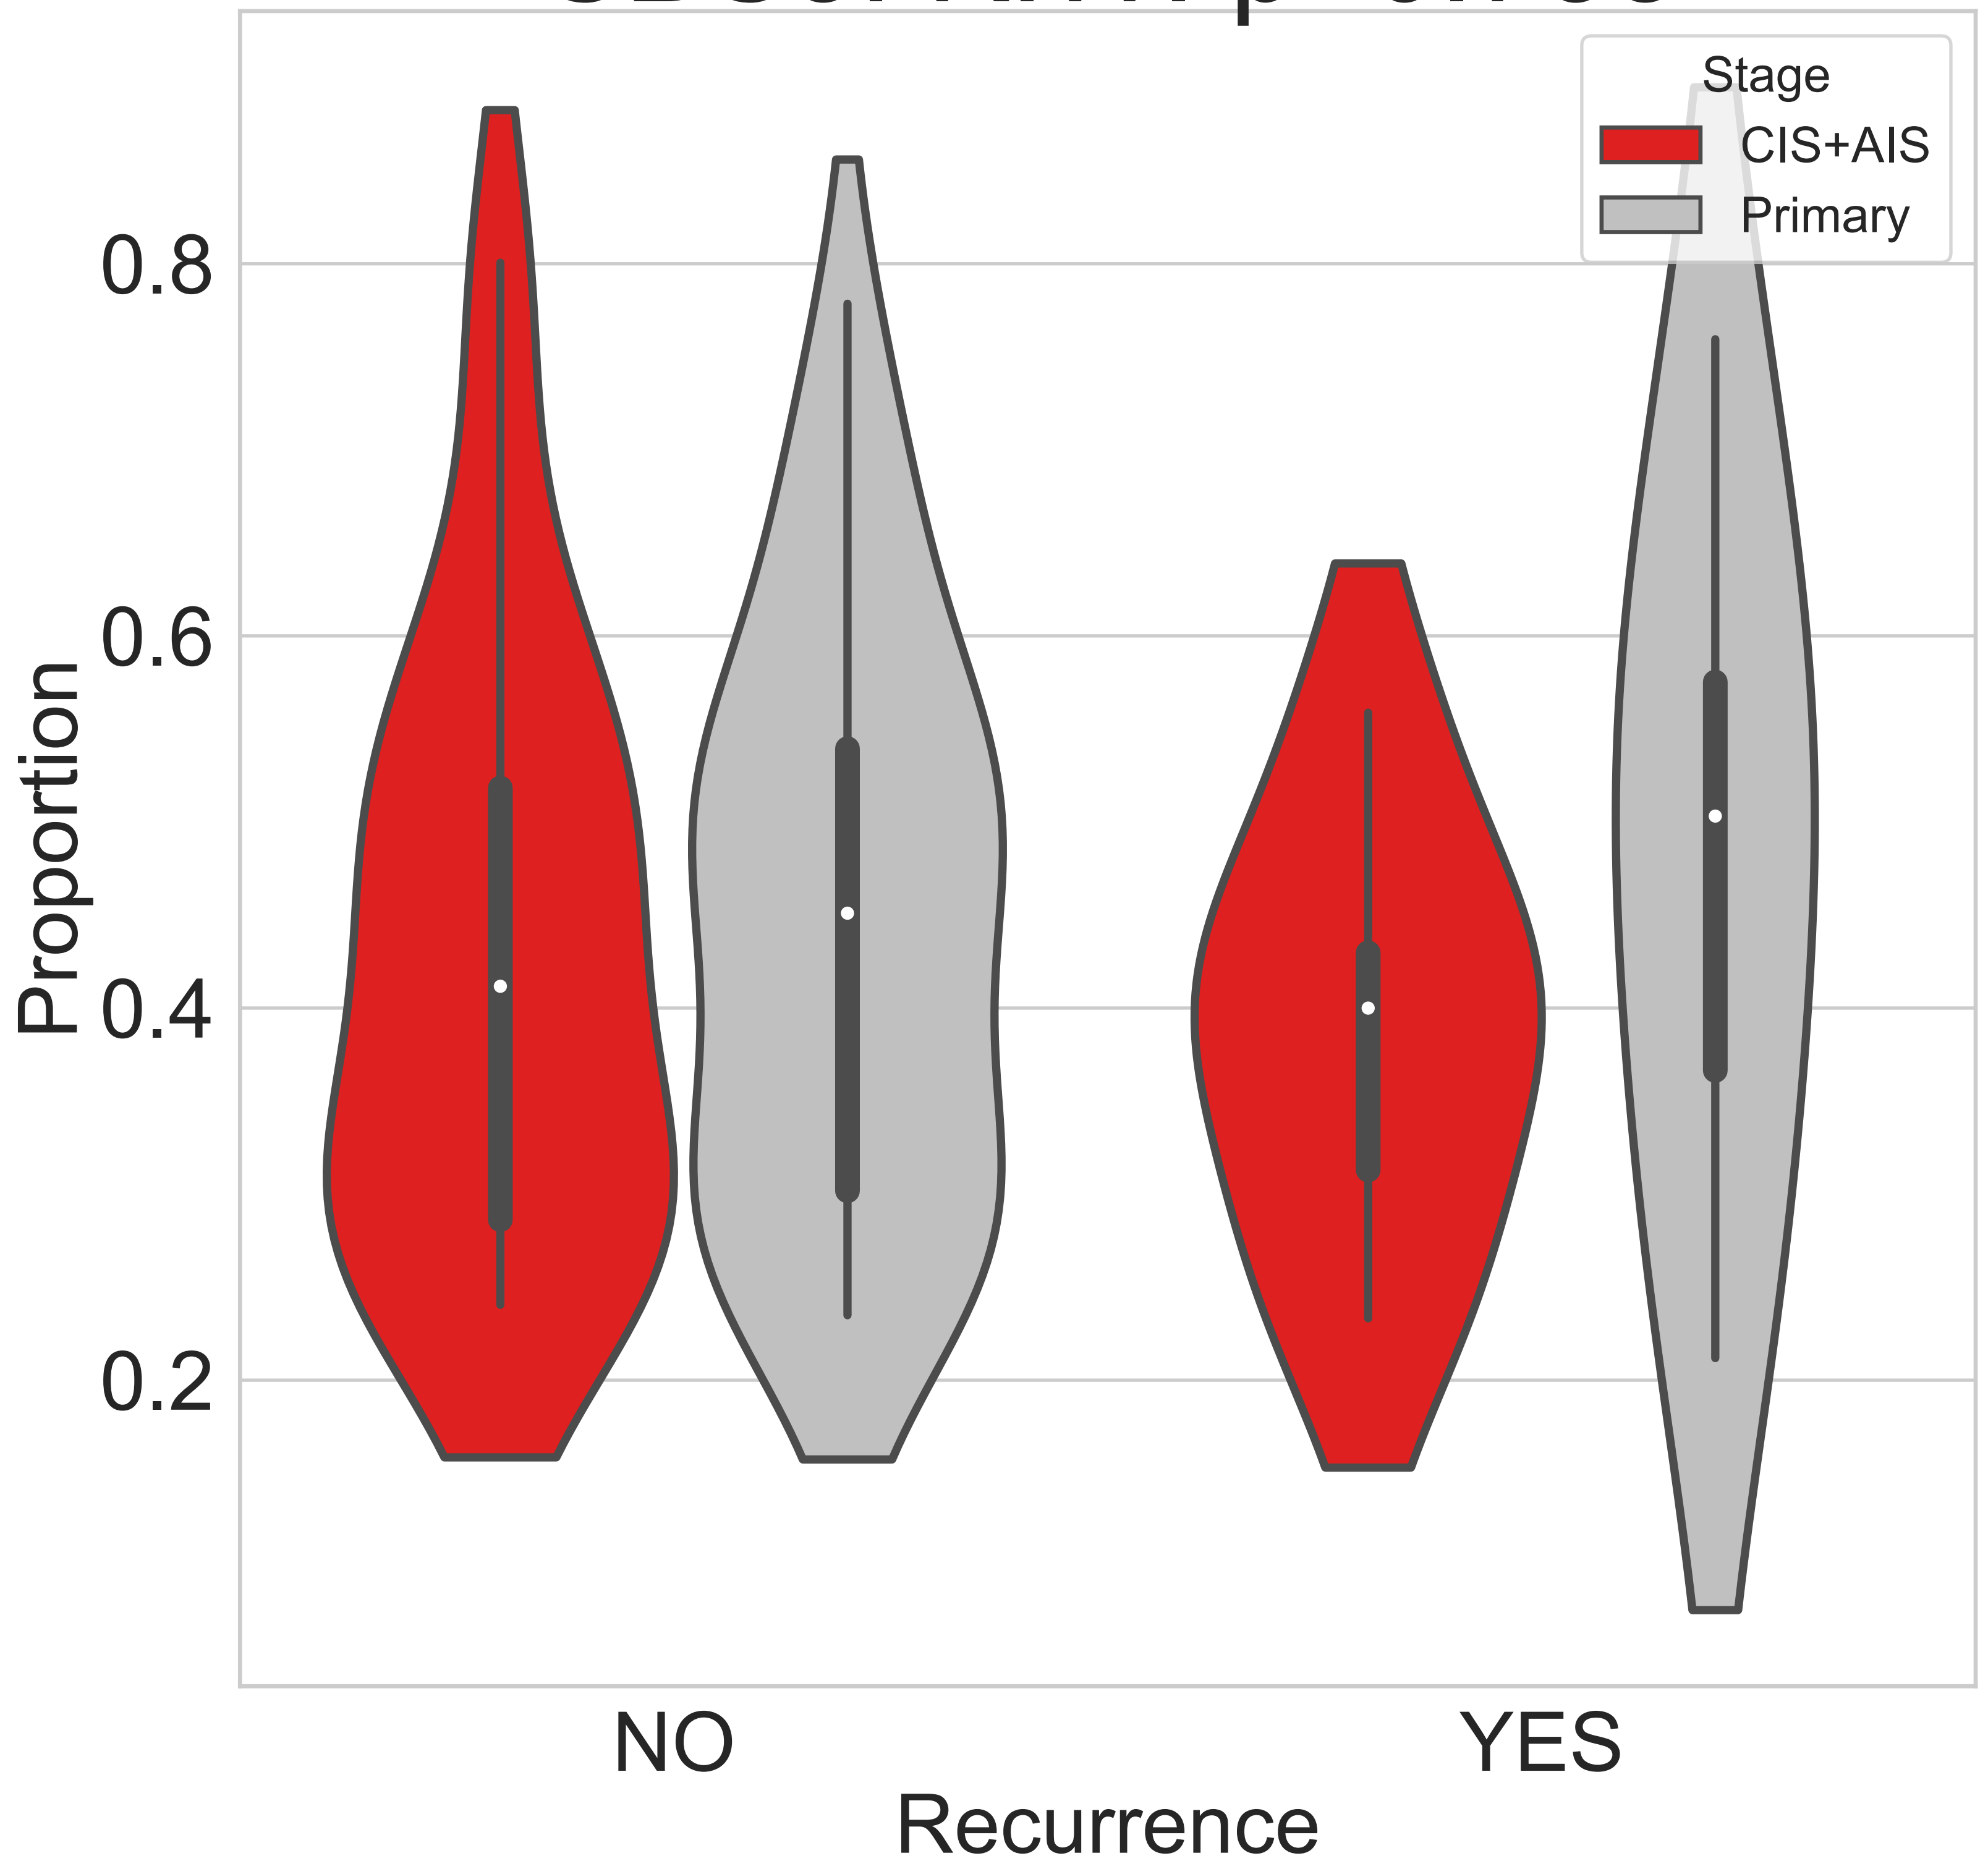 Stage
CIS+AIS
Primary
0.8
0.6
0.4
0.2
Proportion
NO
YES
Recurrence